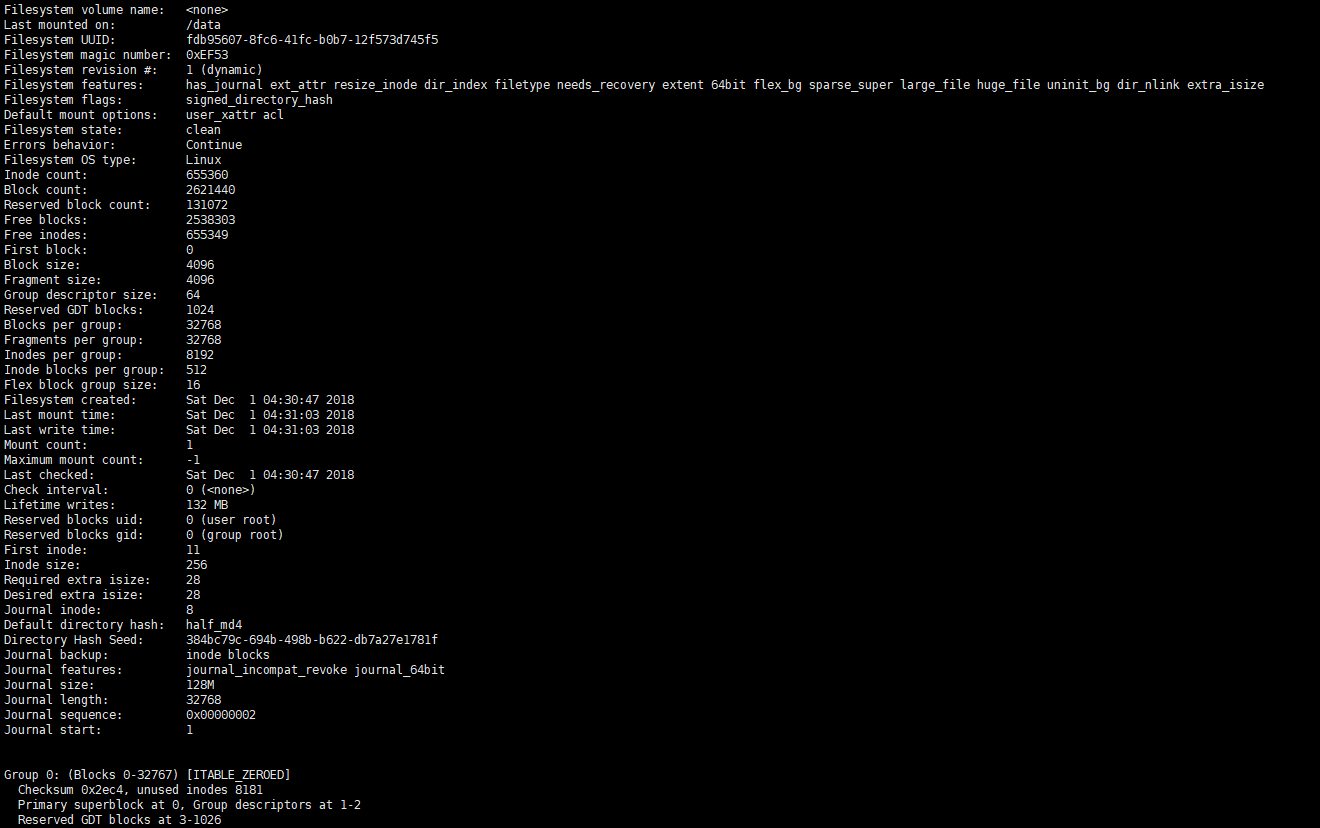 Filesystem volume name:   <none>
Last mounted on:          /data
Filesystem UUID:          fdb95607-8fc6-41fc-b0b7-12f573d745f5
Filesystem magic number:  0xEF53
Filesystem revision #:    1 (dynamic)
Filesystem features:      has_journal ext_attr resize_inode dir_index filetype needs_recovery extent 64bit flex_bg sparse_super large_file huge_file uninit_bg dir_nlink extra_isize
Filesystem flags:         signed_directory_hash
Default mount options:    user_xattr acl
Filesystem state:         clean
Errors behavior:          Continue
Filesystem OS type:       Linux
Inode count:              655360
Block count:              2621440
Reserved block count:     131072
Free blocks:              2538303
Free inodes:              655349
First block:              0
Block size:               4096
Fragment size:            4096
Group descriptor size:    64
Reserved GDT blocks:      1024
Blocks per group:         32768
Fragments per group:      32768
Inodes per group:         8192
Inode blocks per group:   512
Flex block group size:    16
Filesystem created:       Sat Dec  1 04:30:47 2018
Last mount time:          Sat Dec  1 04:31:03 2018
Last write time:          Sat Dec  1 04:31:03 2018
Mount count:              1
Maximum mount count:      -1
Last checked:             Sat Dec  1 04:30:47 2018
Check interval:           0 (<none>)
Lifetime writes:          132 MB
Reserved blocks uid:      0 (user root)
Reserved blocks gid:      0 (group root)
First inode:              11
Inode size:               256
Required extra isize:     28
Desired extra isize:      28
Journal inode:            8
Default directory hash:   half_md4
Directory Hash Seed:      384bc79c-694b-498b-b622-db7a27e1781f
Journal backup:           inode blocks
Journal features:         journal_incompat_revoke journal_64bit
Journal size:             128M
Journal length:           32768
Journal sequence:         0x00000002
Journal start:            1
Group 0: (Blocks 0-32767) [ITABLE_ZEROED]
  Checksum 0x2ec4, unused inodes 8181
  Primary superblock at 0, Group descriptors at 1-2
  Reserved GDT blocks at 3-1026